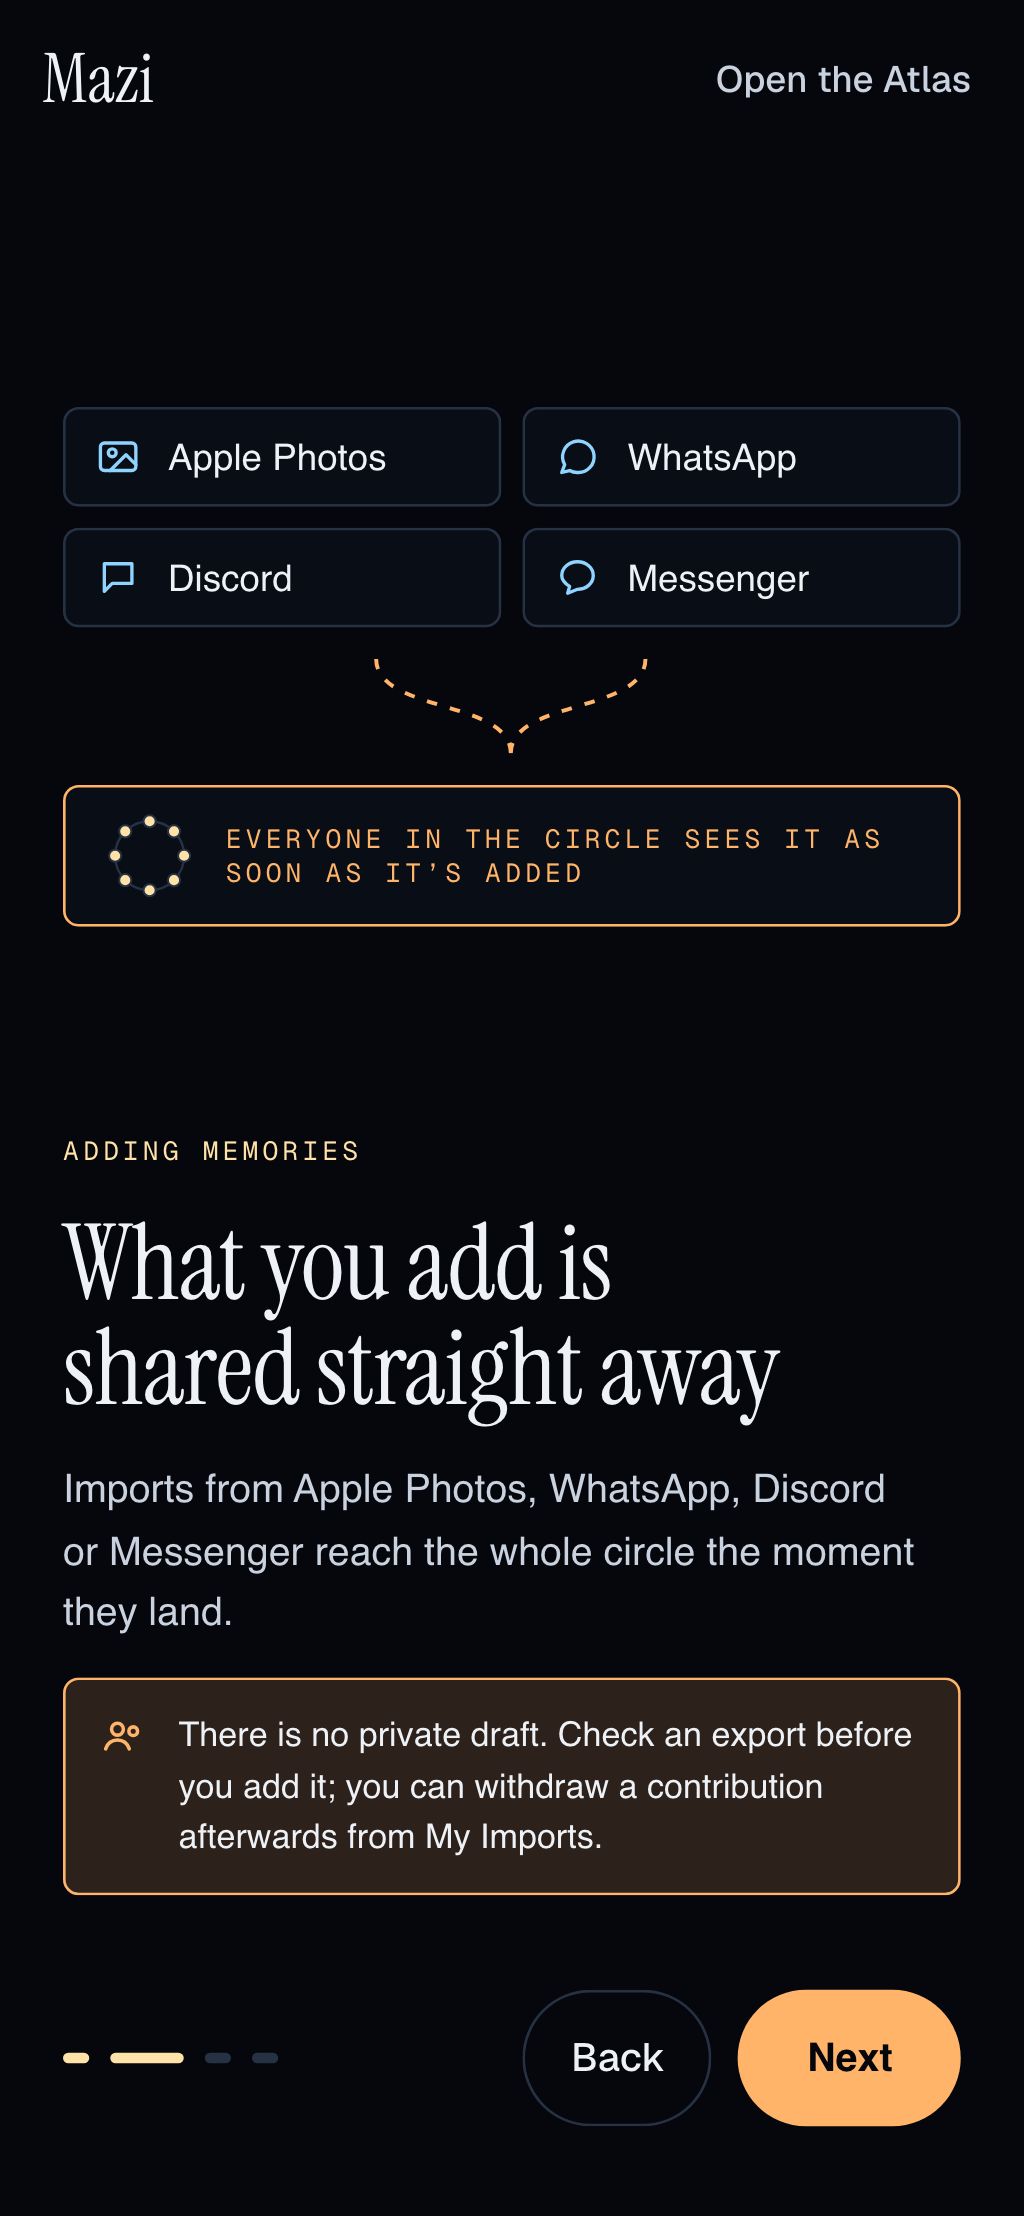 Mazi
Open the Atlas
Apple Photos
WhatsApp
Discord
Messenger
EVERYONE IN THE CIRCLE SEES IT AS
SOON AS IT’S ADDED
ADDING MEMORIES
What you add is
shared straight away
Imports from Apple Photos, WhatsApp, Discord
or Messenger reach the whole circle the moment
they land.
There is no private draft. Check an export before
you add it; you can withdraw a contribution
afterwards from My Imports.
Back
Next